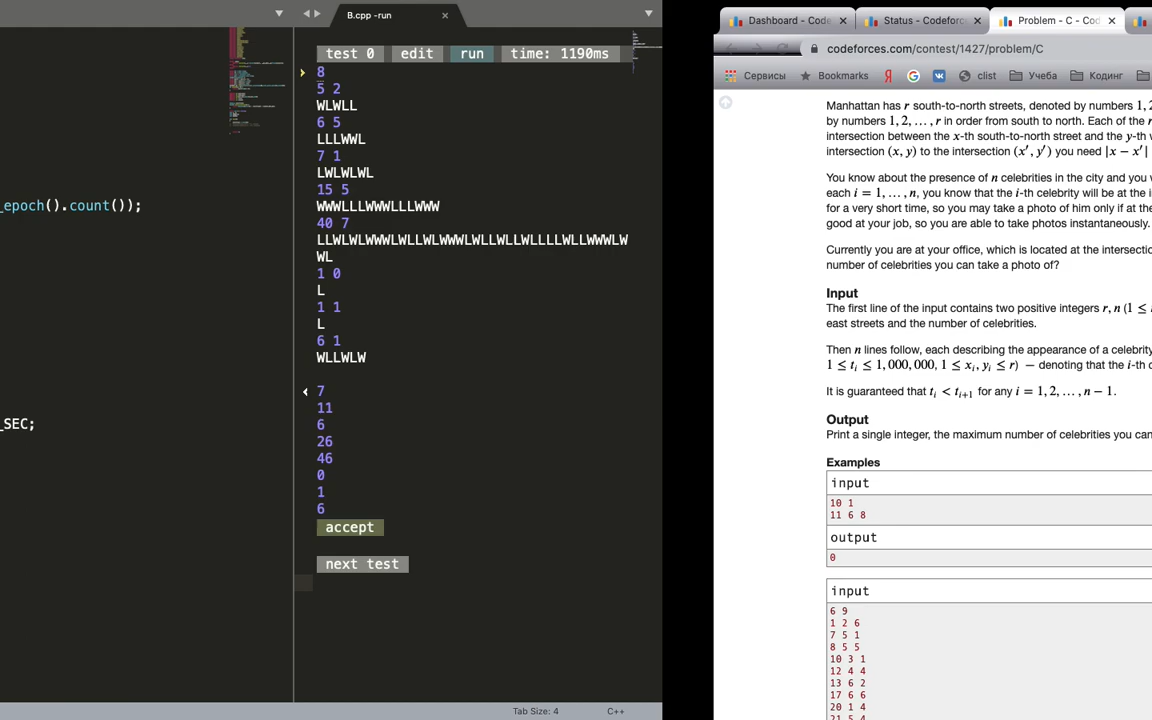 _epoch().count());
_SEC;
B.cpp -run ×
test 0 edit run time: 1190ms
8
5 2
WLWLL
6 5
LLLWWL
7 1
LWLWLWL
15 5
WWWLLLWWWLLLWWW
40 7
LLWLWLWWWLWLLWLWWWLWLLWLLWLLLLWLLWWWLW
WL
1 0
L
1 1
L
6 1
WLLWLW
7
11
6
26
46
0
1
6
accept
next test
Tab Size: 4 C++
Dashboard - Code × Status - Codeforc × Problem - C - Cod ×
codeforces.com/contest/1427/problem/C
Сервисы Bookmarks clist Учеба Кодинг
Manhattan has r south-to-north streets, denoted by numbers 1, 2
by numbers 1, 2, …, r in order from south to north. Each of the r
intersection between the x-th south-to-north street and the y-th
intersection (x, y) to the intersection (x′, y′) you need |x − x′|
You know about the presence of n celebrities in the city and you
each i = 1, …, n, you know that the i-th celebrity will be at the
for a very short time, so you may take a photo of him only if at the
good at your job, so you are able to take photos instantaneously.
Currently you are at your office, which is located at the intersectio
number of celebrities you can take a photo of?
Input
The first line of the input contains two positive integers r, n (1 ≤
east streets and the number of celebrities.
Then n lines follow, each describing the appearance of a celebrity
1 ≤ tᵢ ≤ 1,000,000, 1 ≤ xᵢ, yᵢ ≤ r) — denoting that the i-th
It is guaranteed that tᵢ < tᵢ₊₁ for any i = 1, 2, …, n − 1.
Output
Print a single integer, the maximum number of celebrities you can
Examples
input
10 1
11 6 8
output
0
input
6 9
1 2 6
7 5 1
8 5 5
10 3 1
12 4 4
13 6 2
17 6 6
20 1 4
21 5 4